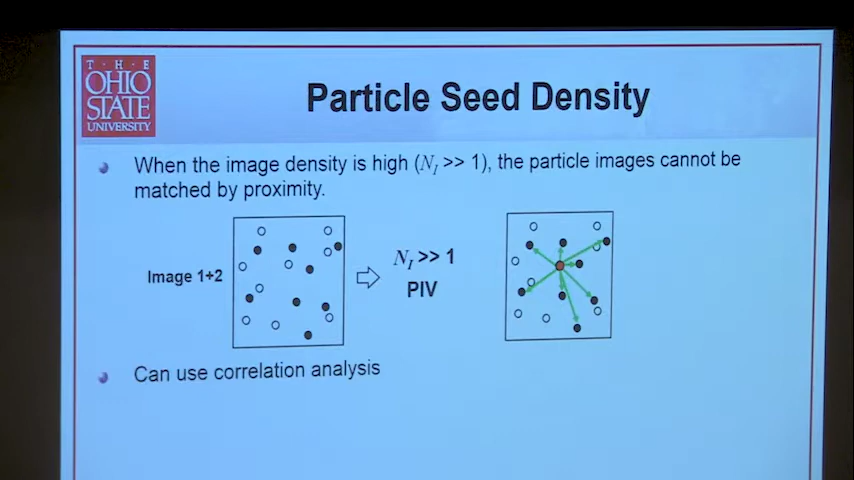 T · H · E
OHIO
STATE
UNIVERSITY
Particle Seed Density
When the image density is high (N_I >> 1), the particle images cannot be
matched by proximity.
Image 1+2
N_I >> 1
PIV
Can use correlation analysis